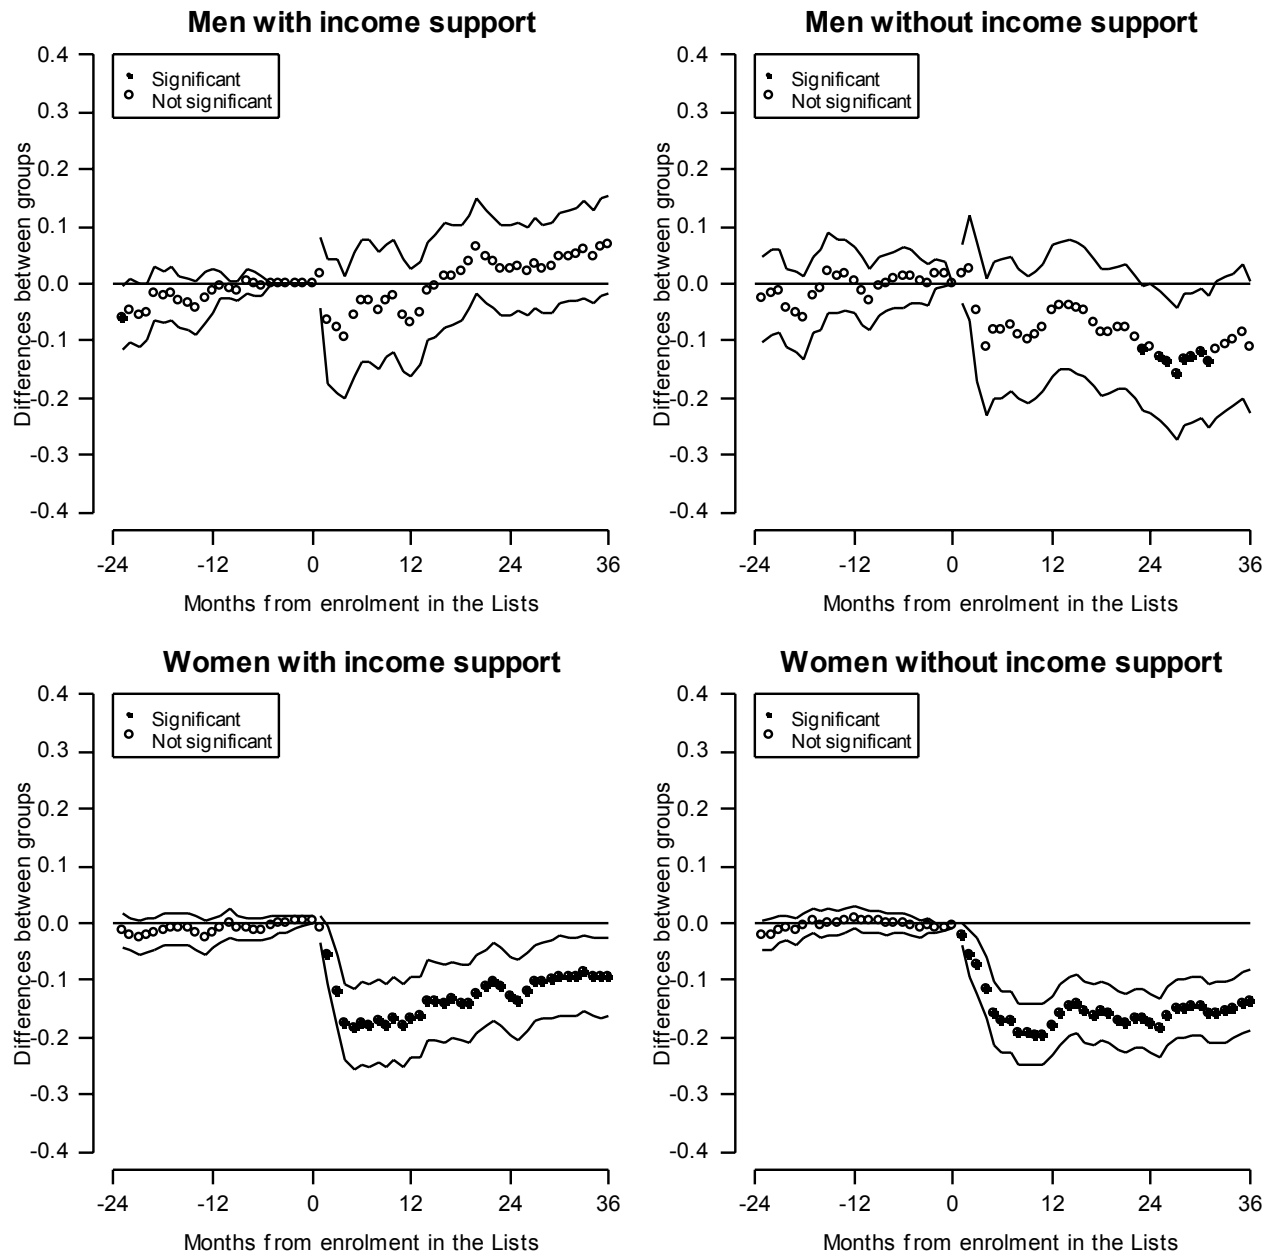 Men with income support
Significant
Not significant
Differences between groups
0.4
0.3
0.2
0.1
0.0
-0.1
-0.2
-0.3
-0.4
-24 -12 0 12 24 36
Months from enrolment in the Lists
Men without income support
Significant
Not significant
Differences between groups
0.4
0.3
0.2
0.1
0.0
-0.1
-0.2
-0.3
-0.4
-24 -12 0 12 24 36
Months from enrolment in the Lists
Women with income support
Significant
Not significant
Differences between groups
0.4
0.3
0.2
0.1
0.0
-0.1
-0.2
-0.3
-0.4
-24 -12 0 12 24 36
Months from enrolment in the Lists
Women without income support
Significant
Not significant
Differences between groups
0.4
0.3
0.2
0.1
0.0
-0.1
-0.2
-0.3
-0.4
-24 -12 0 12 24 36
Months from enrolment in the Lists